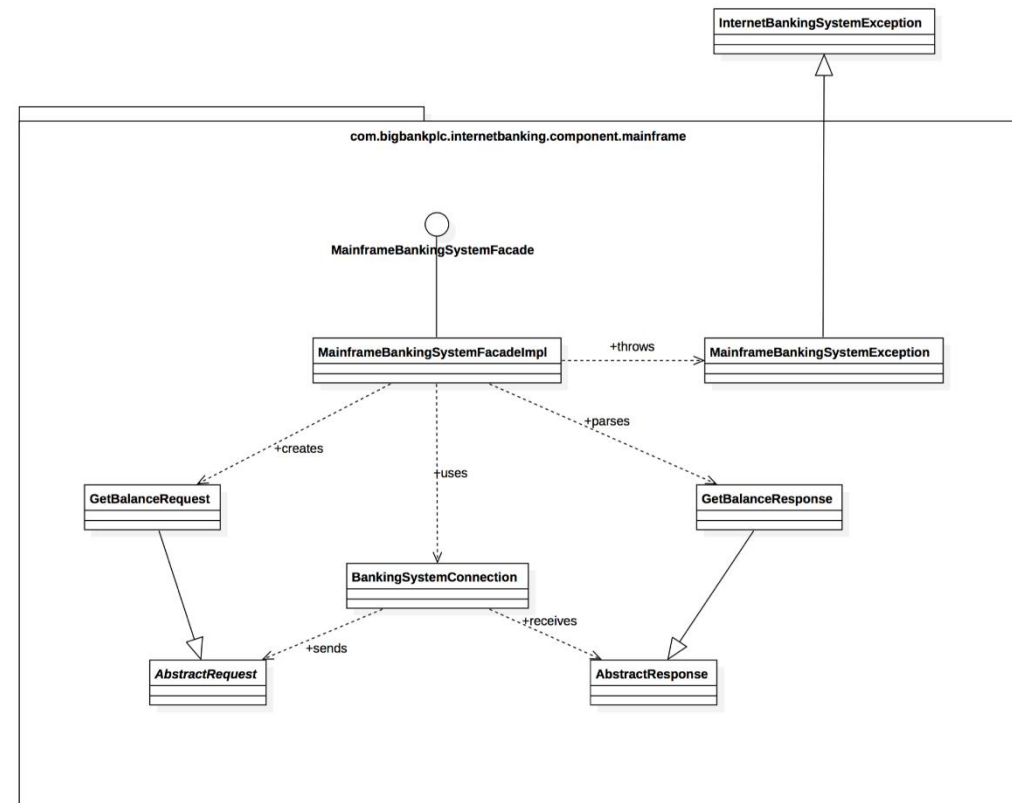 InternetBankingSystemException
com.bigbankplc.internetbanking.component.mainframe
MainframeBankingSystemFacade
MainframeBankingSystemFacadeImpl
+throws
MainframeBankingSystemException
+creates
+uses
+parses
GetBalanceRequest
GetBalanceResponse
BankingSystemConnection
+sends
+receives
AbstractRequest
AbstractResponse